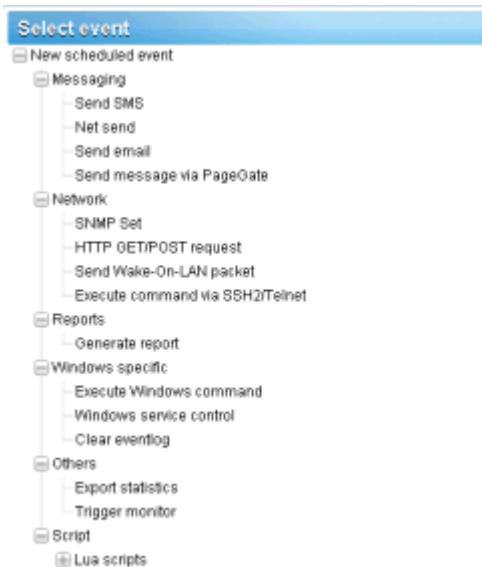 Select event
New scheduled event
Messaging
Send SMS
Net send
Send email
Send message via PageGate
Network
SNMP Set
HTTP GET/POST request
Send Wake-On-LAN packet
Execute command via SSH2/Telnet
Reports
Generate report
Windows specific
Execute Windows command
Windows service control
Clear eventlog
Others
Export statistics
Trigger monitor
Script
Lua scripts